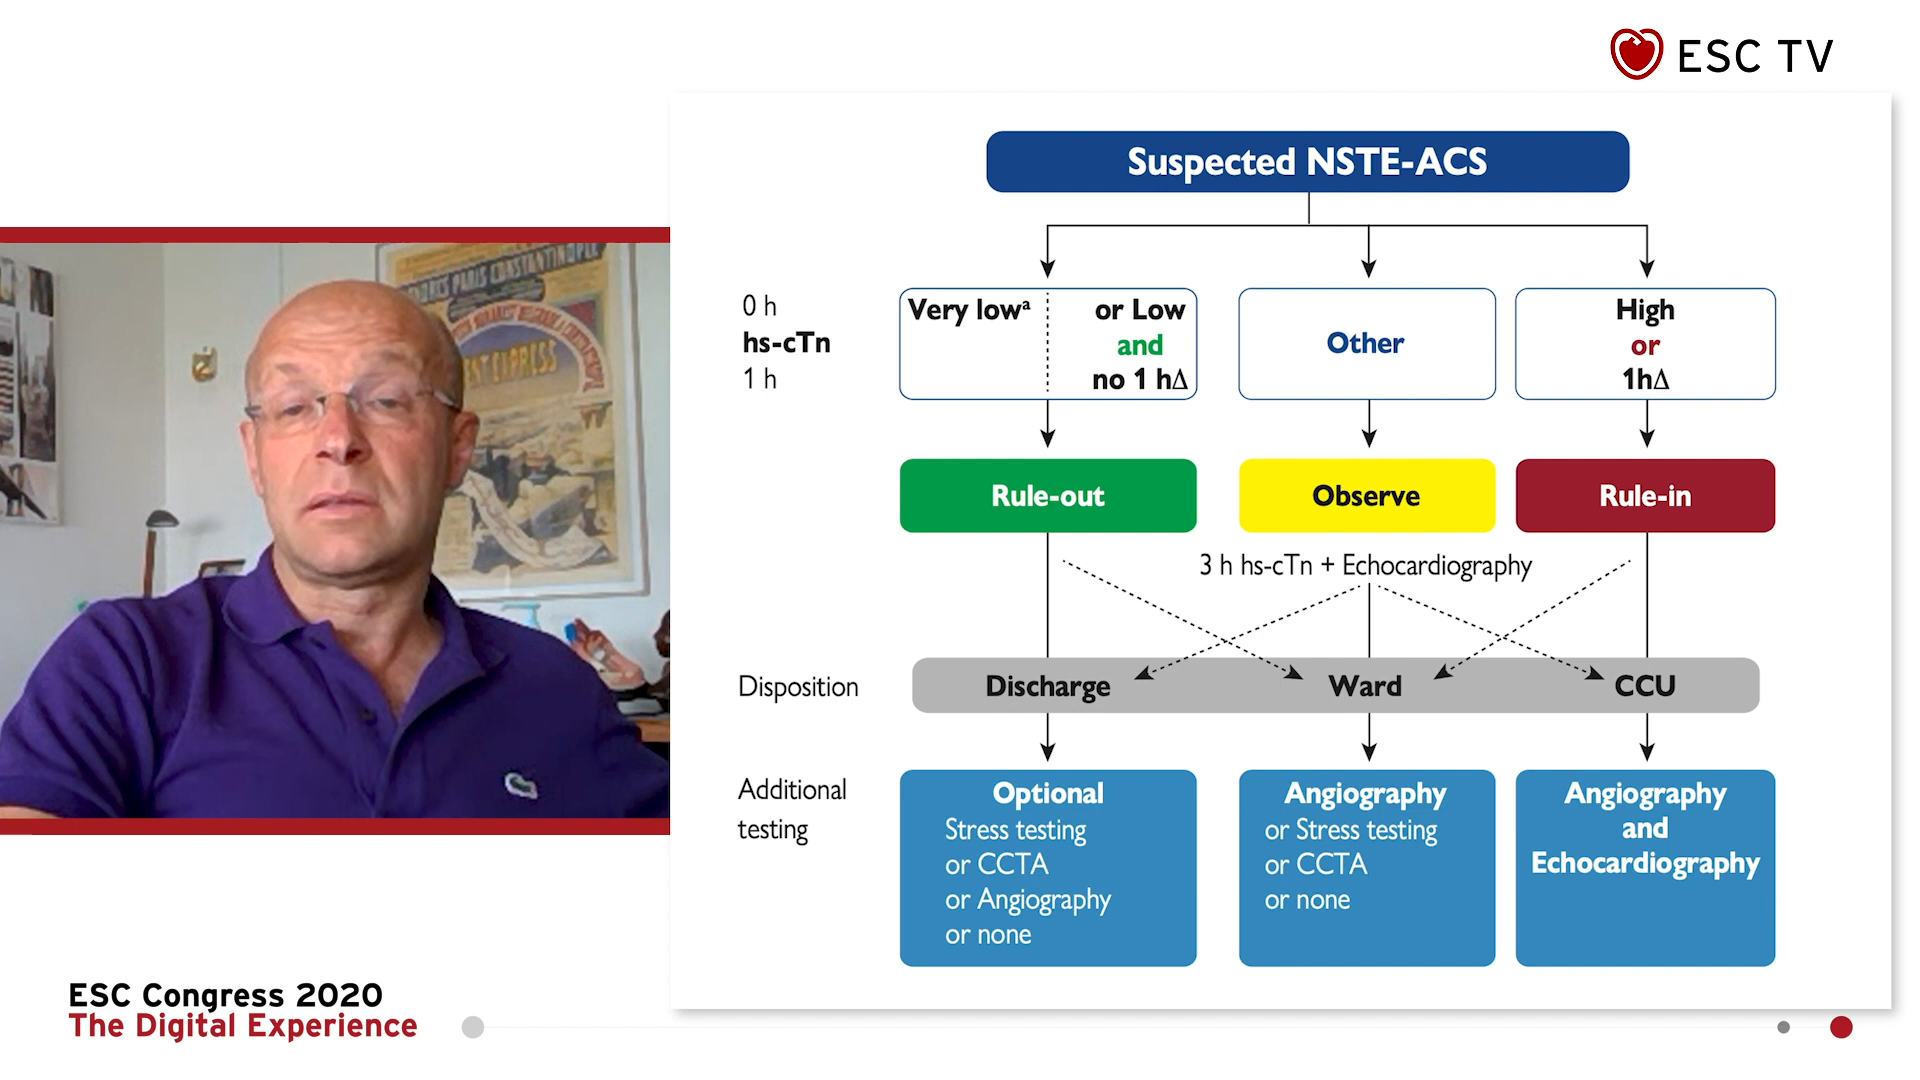 ESC TV
Suspected NSTE-ACS
0 h
hs-cTn
1 h
Very lowᵃ
or Low
and
no 1 hΔ
Other
High
or
1hΔ
Rule-out
Observe
Rule-in
3 h hs-cTn + Echocardiography
Disposition
Discharge
Ward
CCU
Additional
testing
Optional
Stress testing
or CCTA
or Angiography
or none
Angiography
or Stress testing
or CCTA
or none
Angiography
and
Echocardiography
PARIS CONSTANTINOPLE
EXPRESS
ESC Congress 2020
The Digital Experience